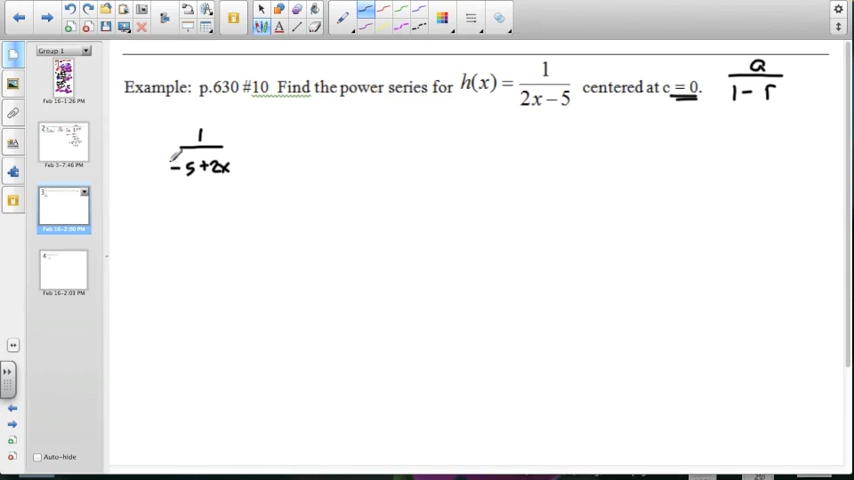 Group 1
Feb 16-1:26 PM
Feb 3-7:46 PM
Feb 16-2:00 PM
Feb 16-2:03 PM
Auto-hide
Example: p.630 #10 Find the power series for h(x) = 1/(2x – 5) centered at c = 0.
a/(1 - r)
1/(-5+2x)